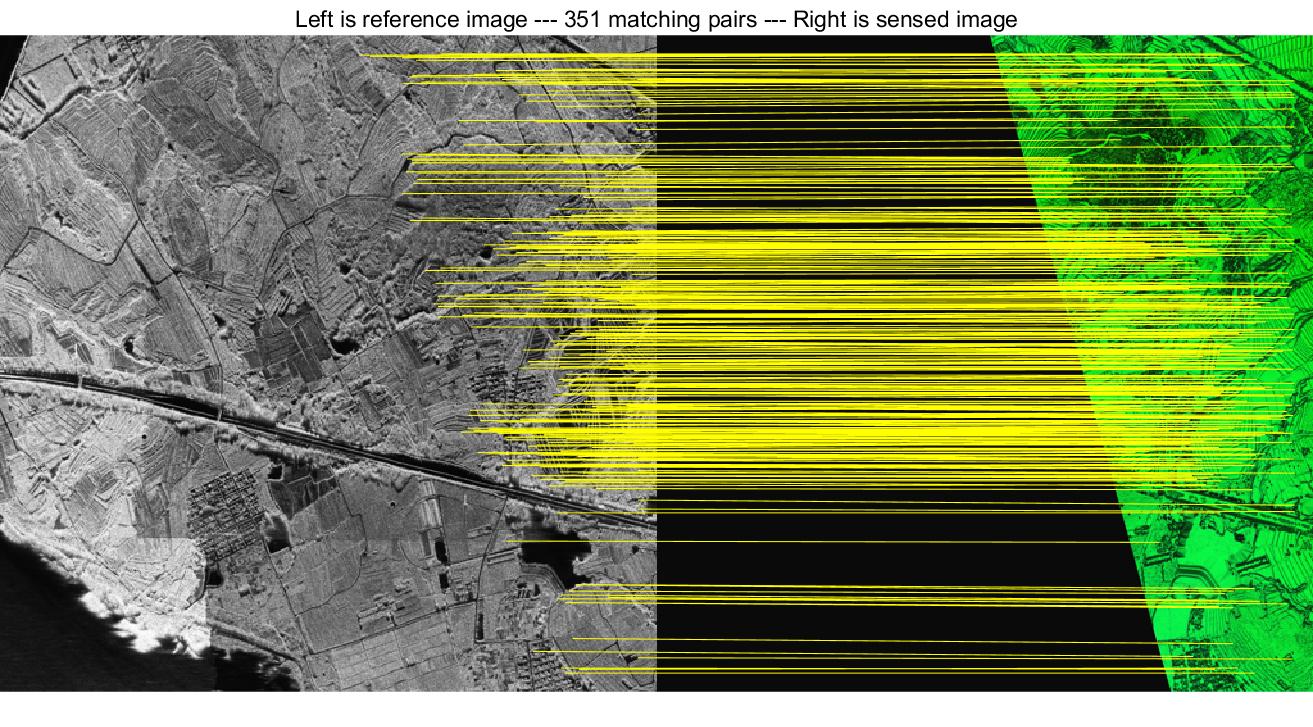 Left is reference image --- 351 matching pairs --- Right is sensed image